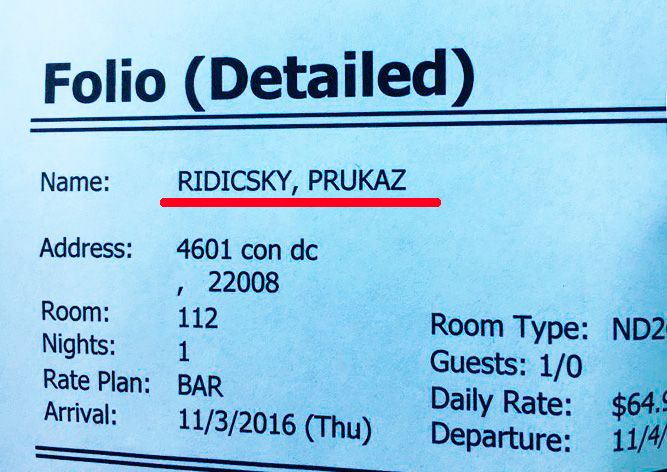 Folio (Detailed)
Name: RIDICSKY, PRUKAZ
Address: 4601 con dc
, 22008
Room: 112
Nights: 1
Rate Plan: BAR
Arrival: 11/3/2016 (Thu)
Room Type:
Guests: 1/0
Daily Rate:
Departure: